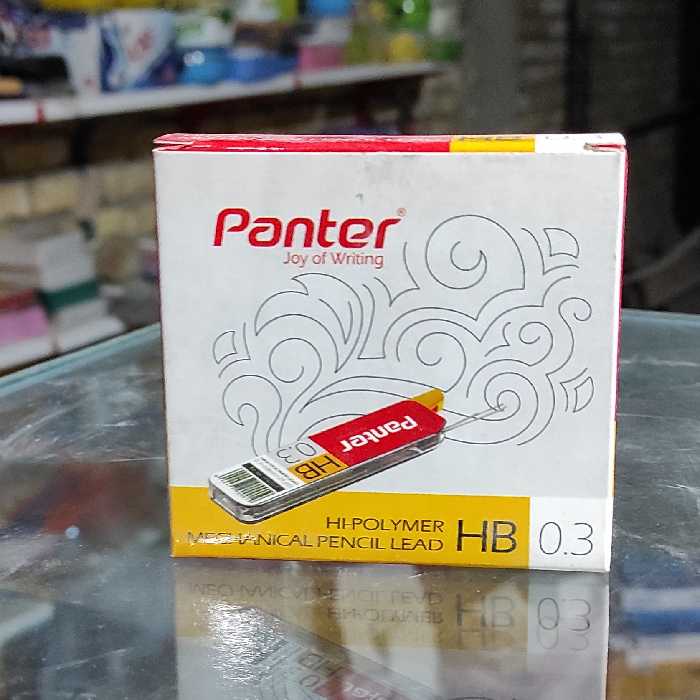 Panter®
Joy of Writing
Panter
0.3
HB
HI-POLYMER
MECHANICAL PENCIL LEAD
HB 0.3